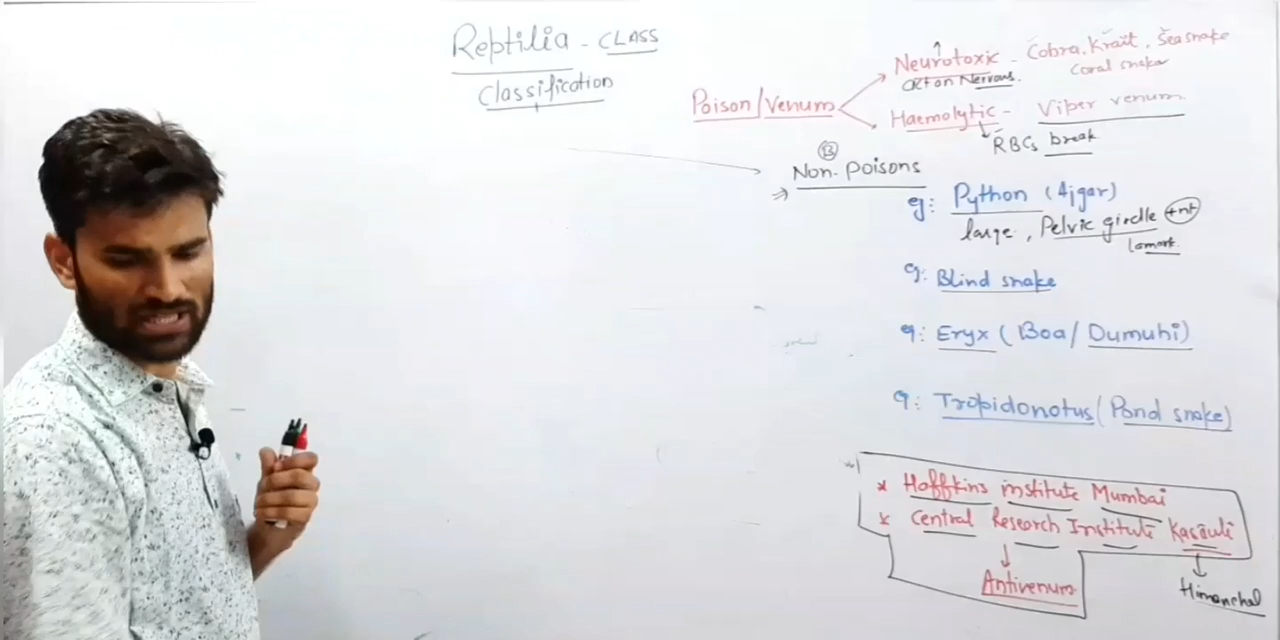 Reptilia - CLASS
Classification
Poison/Venum
Neurotoxic - Cobra, Krait, Seasnake
Coral snake
act on Nervous.
Haemolytic - Viper venum
RBCs break
B
Non-Poisons
eg: Python (Ajgar)
large, Pelvic girdle +nt
lamark.
eg: Blind snake
eg: Eryx (Boa/Dumuhi)
eg: Tropidonotus (Pond snake)
* Hoffkins institute Mumbai
* Central Research Institute Kasauli
Antivenum
Himanchal